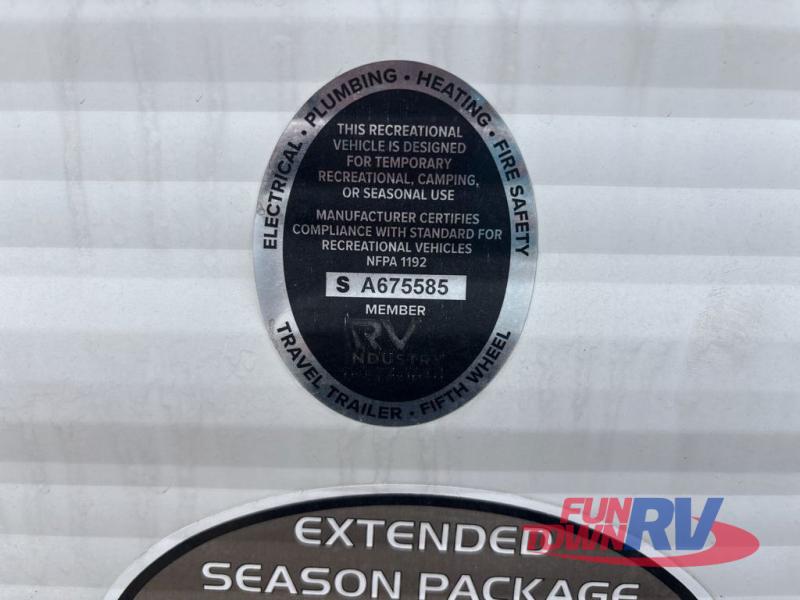 ELECTRICAL • PLUMBING • HEATING • FIRE SAFETY
THIS RECREATIONAL
VEHICLE IS DESIGNED
FOR TEMPORARY
RECREATIONAL, CAMPING,
OR SEASONAL USE
MANUFACTURER CERTIFIES
COMPLIANCE WITH STANDARD FOR
RECREATIONAL VEHICLES
NFPA 1192
S A675585
MEMBER
RV
INDUSTRY
TRAVEL TRAILER • FIFTH WHEEL
EXTENDED
SEASON PACKAGE
FUN
TOWN RV